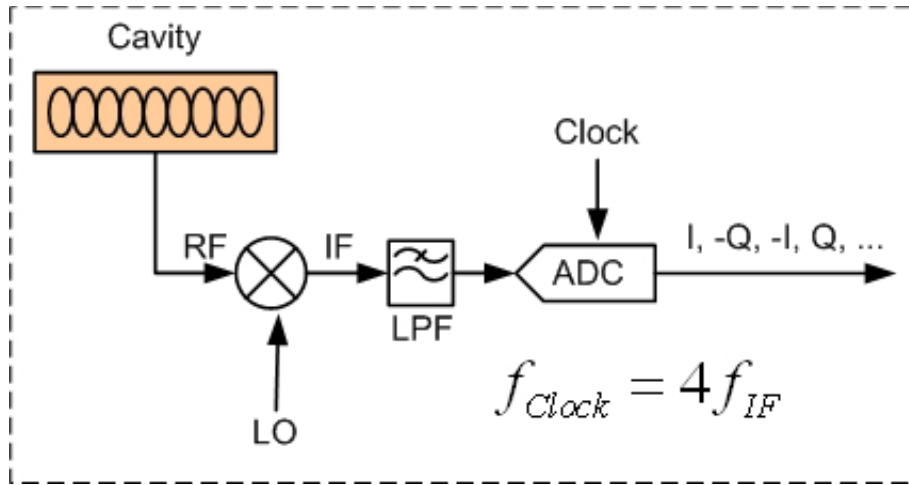 Cavity
Clock
RF
IF
I, -Q, -I, Q, ...
ADC
LPF
f_Clock = 4f_IF
LO